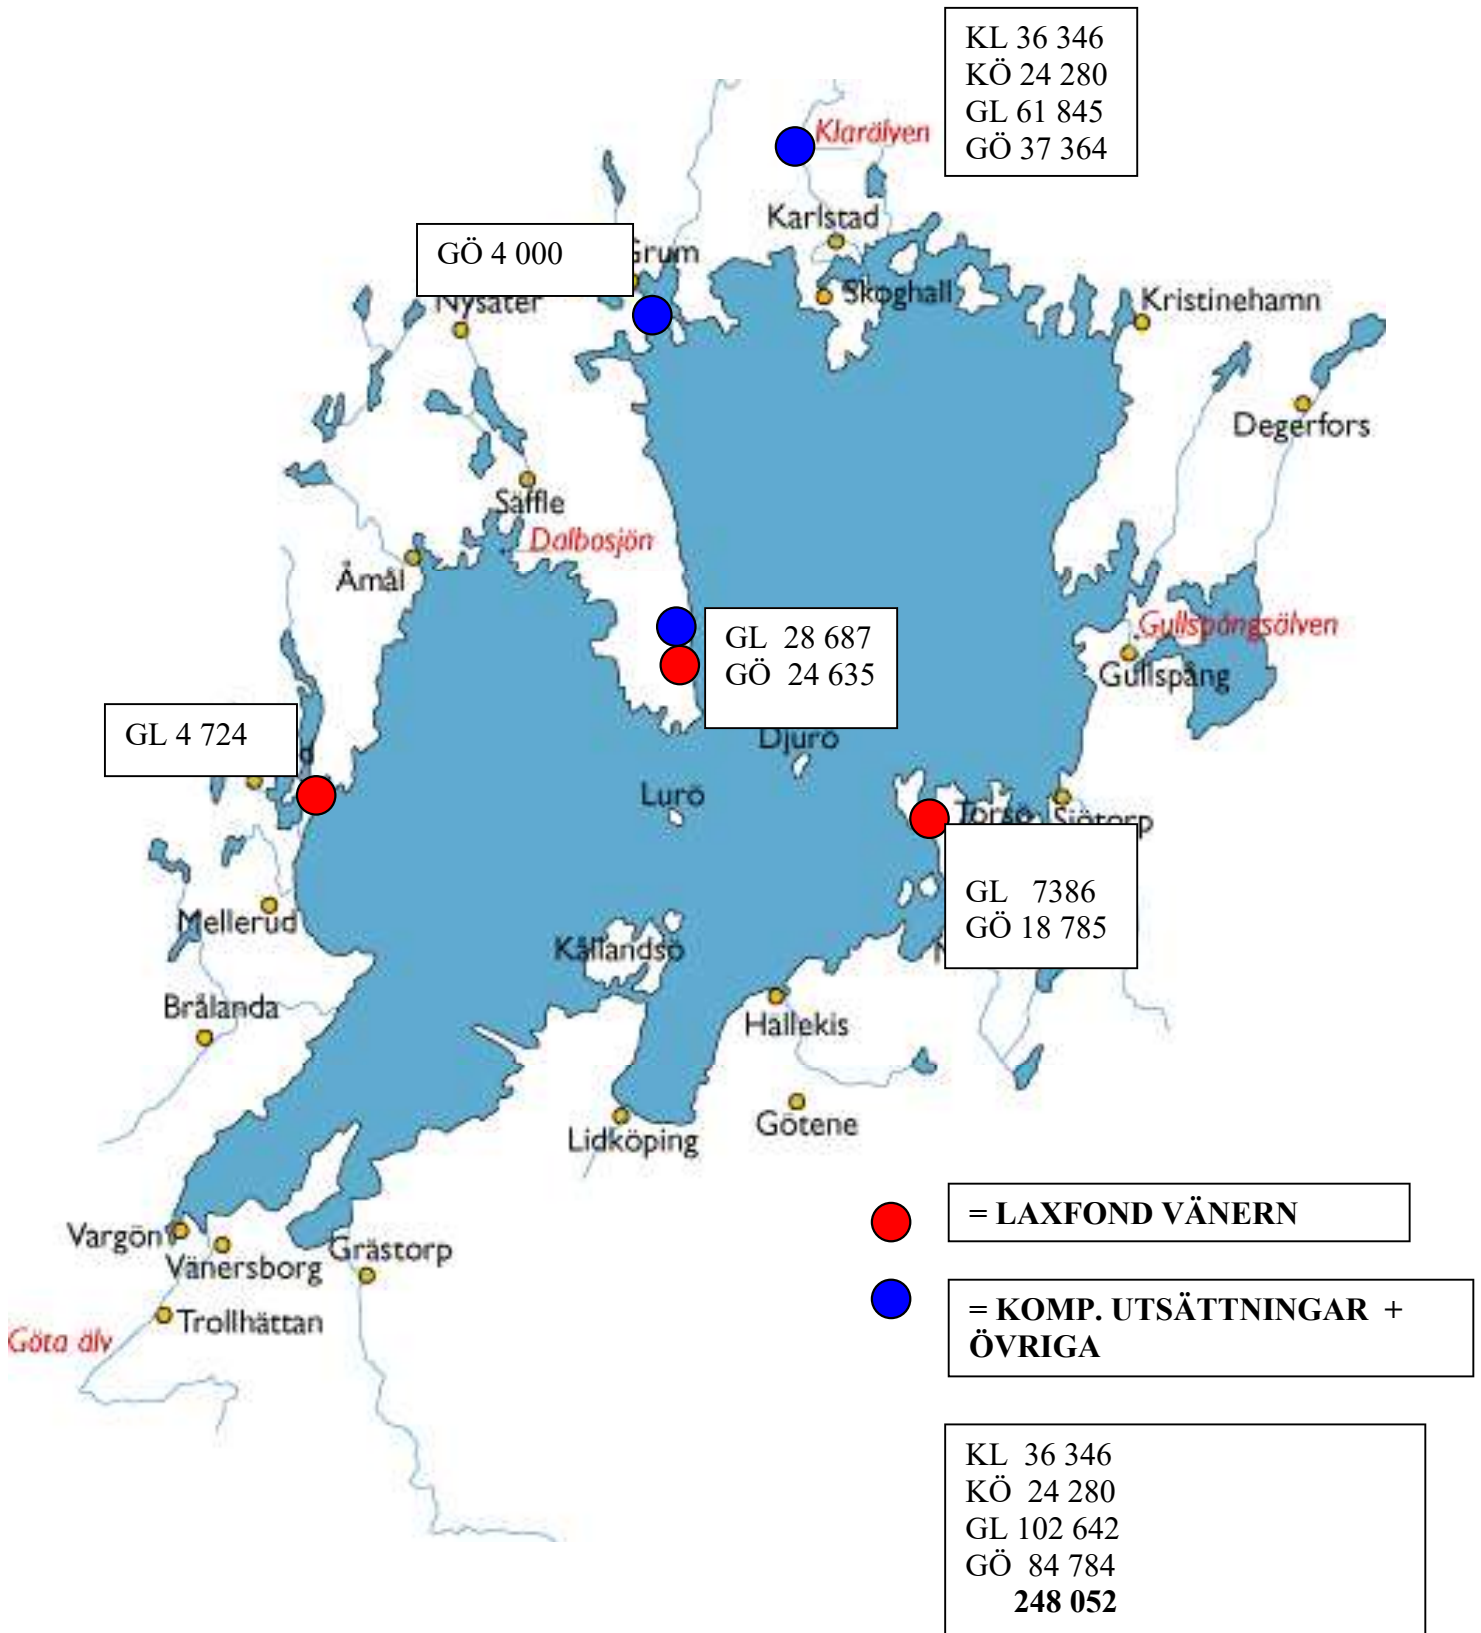 KL 36 346
KÖ 24 280
GL 61 845
GÖ 37 364
Klarälven
Karlstad
GÖ 4 000
Grum
Skoghall
Nysäter
Kristinehamn
Degerfors
Säffle
Dalbosjön
Åmål
Gullspångsälven
GL 28 687
GÖ 24 635
Gullspång
GL 4 724
Djurö
Lurö
Torsö
Sjötorp
GL 7386
GÖ 18 785
Mellerud
Kållandsö
Brålanda
Hällekis
Götene
Lidköping
= LAXFOND VÄNERN
Vargön
Vänersborg
Grästorp
= KOMP. UTSÄTTNINGAR +
ÖVRIGA
Trollhättan
Göta älv
KL 36 346
KÖ 24 280
GL 102 642
GÖ 84 784
248 052